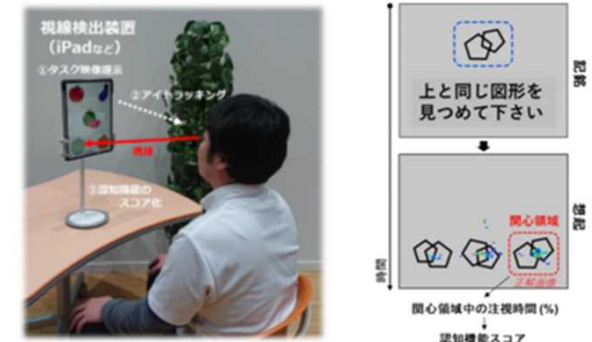 視線検出装置
（iPadなど）
①タスク映像提示
②アイトラッキング
視線
③認知機能の
スコア化
記銘
上と同じ図形を
見つめて下さい
想起
関心領域
正解画像
時間
関心領域中の注視時間(%)
認知機能スコア